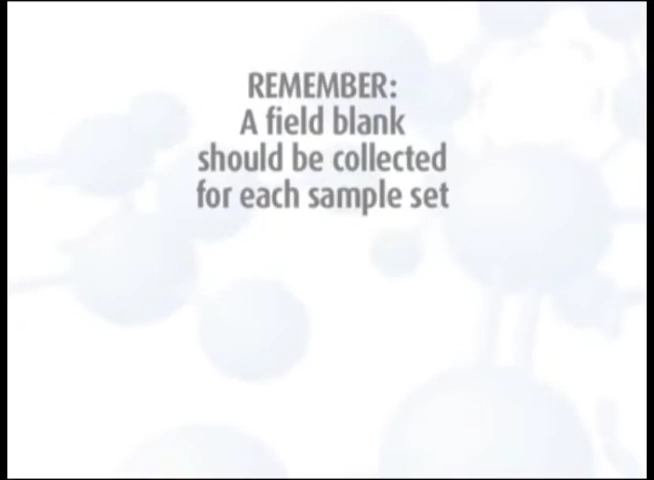 REMEMBER:
A field blank
should be collected
for each sample set